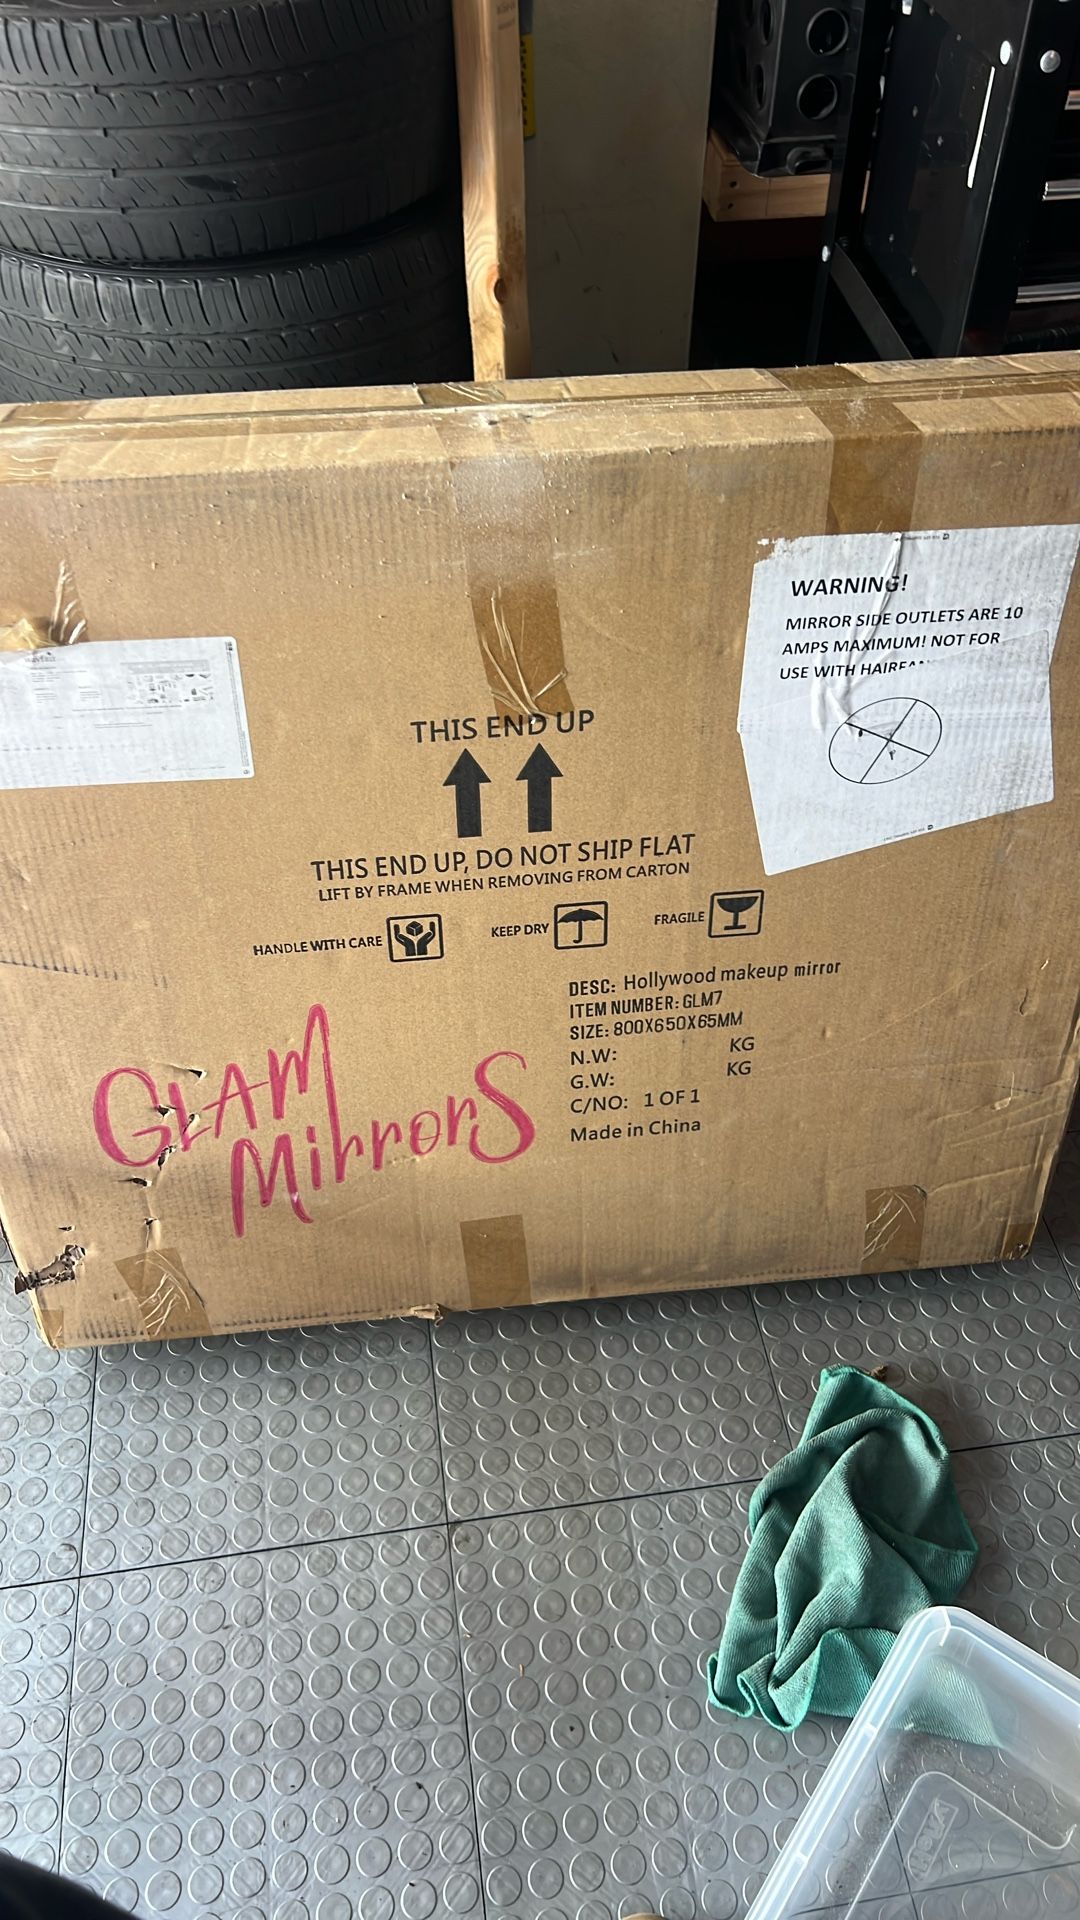 WARNING!
MIRROR SIDE OUTLETS ARE 10
AMPS MAXIMUM! NOT FOR
USE WITH
THIS END UP
THIS END UP, DO NOT SHIP FLAT
LIFT BY FRAME WHEN REMOVING FROM CARTON
HANDLE WITH CARE
KEEP DRY
FRAGILE
DESC: Hollywood makeup mirror
ITEM NUMBER: GLM7
SIZE: 800X650X65MM
N.W: KG
G.W: KG
C/NO: 1 OF 1
Made in China
GLAM
MirrorS